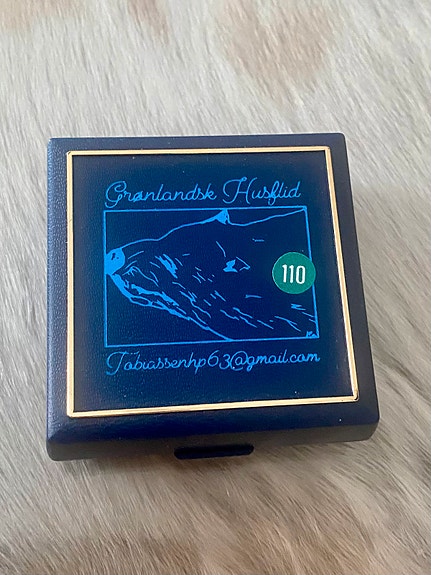 Grønlandsk Husflid
110
Tobiassenhp63@gmail.com